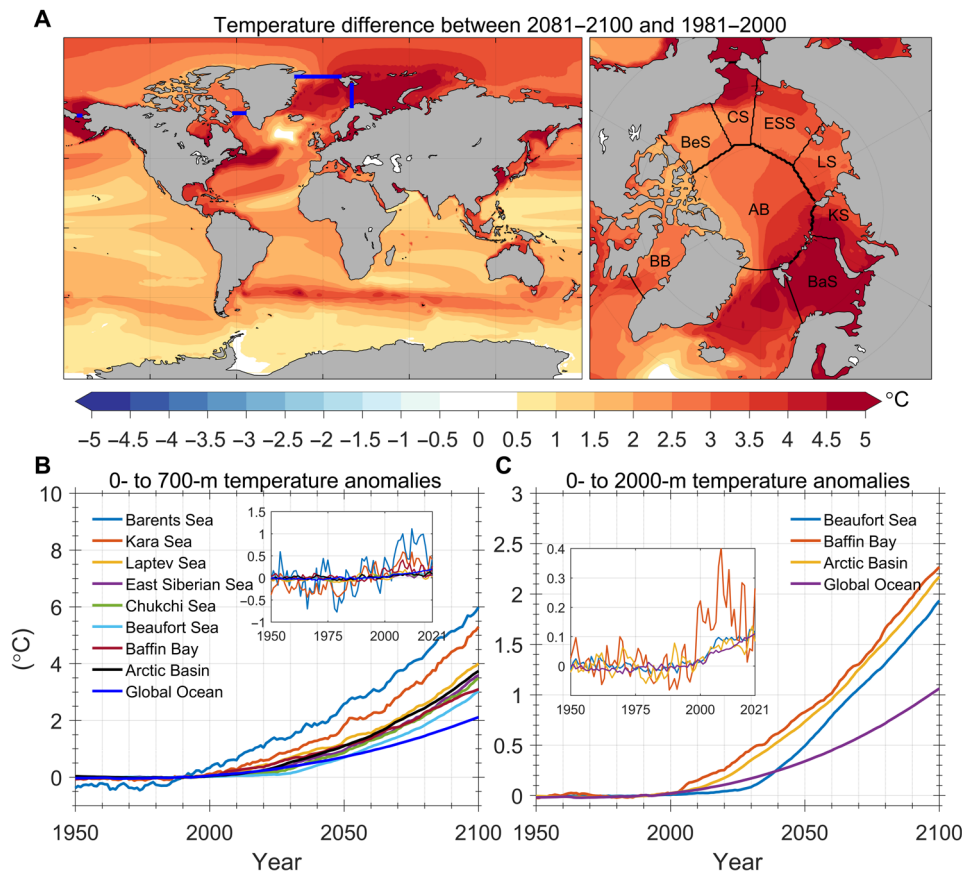 A
Temperature difference between 2081–2100 and 1981–2000
CS
ESS
BeS
LS
AB
KS
BB
BaS
°C
−5 −4.5 −4 −3.5 −3 −2.5 −2 −1.5 −1 −0.5 0 0.5 1 1.5 2 2.5 3 3.5 4 4.5 5
B
0- to 700-m temperature anomalies
10
8
6
4
2
0
(°C)
Barents Sea
Kara Sea
Laptev Sea
East Siberian Sea
Chukchi Sea
Beaufort Sea
Baffin Bay
Arctic Basin
Global Ocean
1.5
1
0.5
0
−0.5
−1
1950 1975 2000 2021
1950 2000 2050 2100
Year
C
0- to 2000-m temperature anomalies
3
2.5
2
1.5
1
0.5
0
Beaufort Sea
Baffin Bay
Arctic Basin
Global Ocean
0.4
0.3
0.2
0.1
0
1950 1975 2000 2021
1950 2000 2050 2100
Year